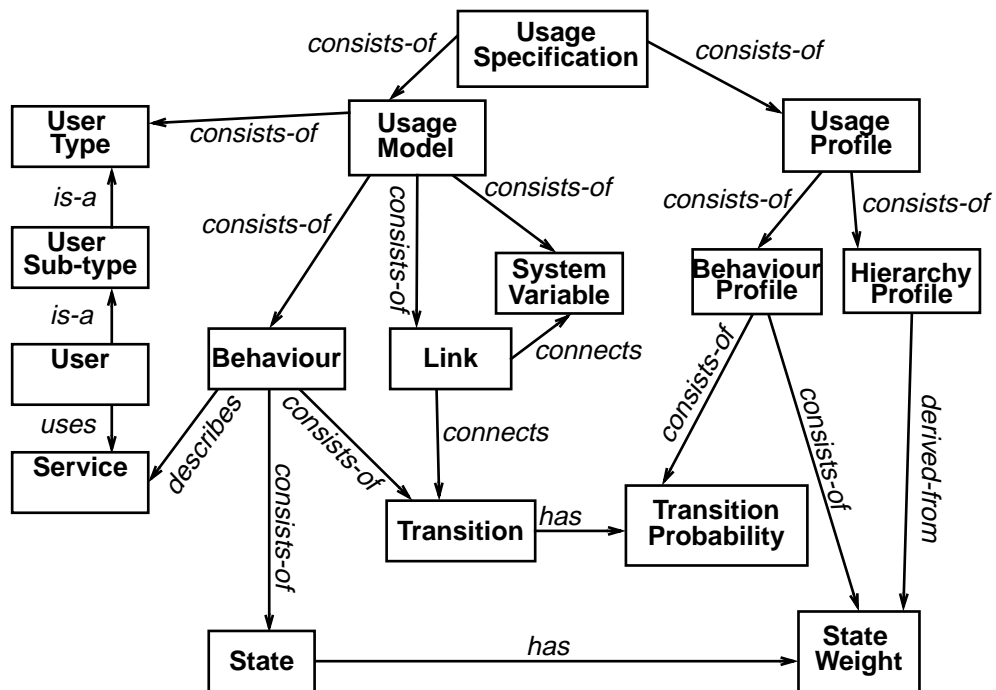 Usage
Specification
consists-of
consists-of
User
Type
consists-of
Usage
Model
Usage
Profile
is-a
consists-of
consists-of
consists-of
consists-of
consists-of
User
Sub-type
System
Variable
Behaviour
Profile
Hierarchy
Profile
is-a
User
Behaviour
Link
connects
consists-of
uses
describes
consists-of
connects
consists-of
derived-from
Service
consists-of
Transition
has
Transition
Probability
State
has
State
Weight